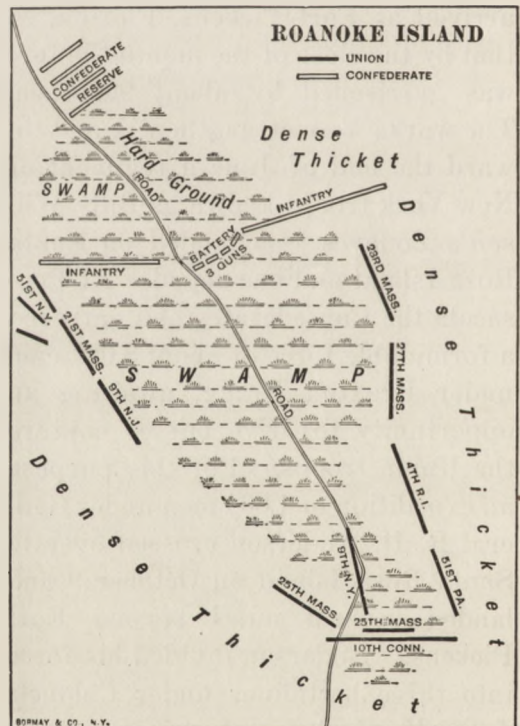 ROANOKE ISLAND
UNION
CONFEDERATE
CONFEDERATE
RESERVE
Hard Ground
Dense
Thicket
SWAMP
ROAD
INFANTRY
BATTERY
3 GUNS
INFANTRY
Dense Thicket
23RD MASS.
27TH MASS.
4TH R.I.
51ST PA.
51ST N.Y.
21ST MASS.
9TH N.J.
SWAMP
ROAD
Dense Thicket
9TH N.Y.
25TH MASS.
25TH MASS.
10TH CONN.
BORMAY & CO., N.Y.